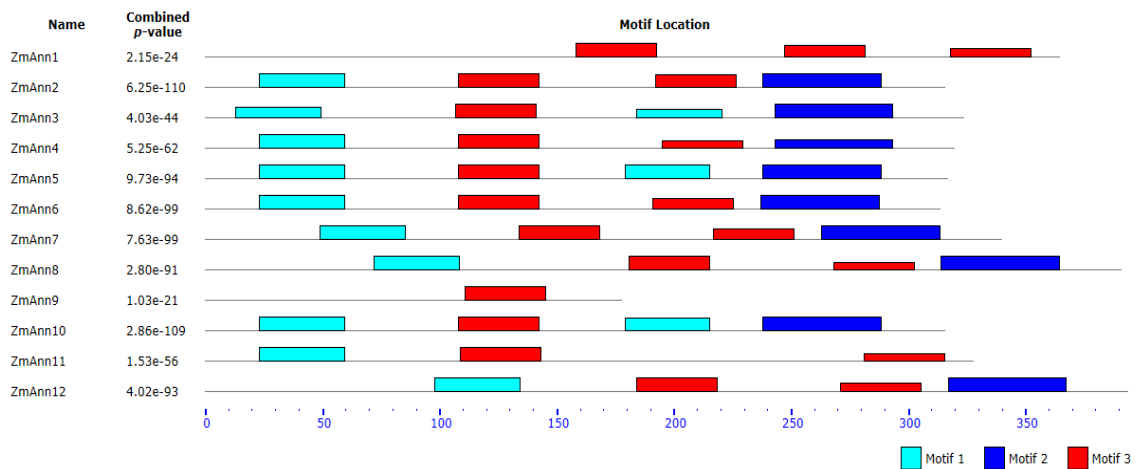 Name Combined p-value Motif Location
ZmAnn1 2.15e-24
ZmAnn2 6.25e-110
ZmAnn3 4.03e-44
ZmAnn4 5.25e-62
ZmAnn5 9.73e-94
ZmAnn6 8.62e-99
ZmAnn7 7.63e-99
ZmAnn8 2.80e-91
ZmAnn9 1.03e-21
ZmAnn10 2.86e-109
ZmAnn11 1.53e-56
ZmAnn12 4.02e-93
0 50 100 150 200 250 300 350
Motif 1 Motif 2 Motif 3